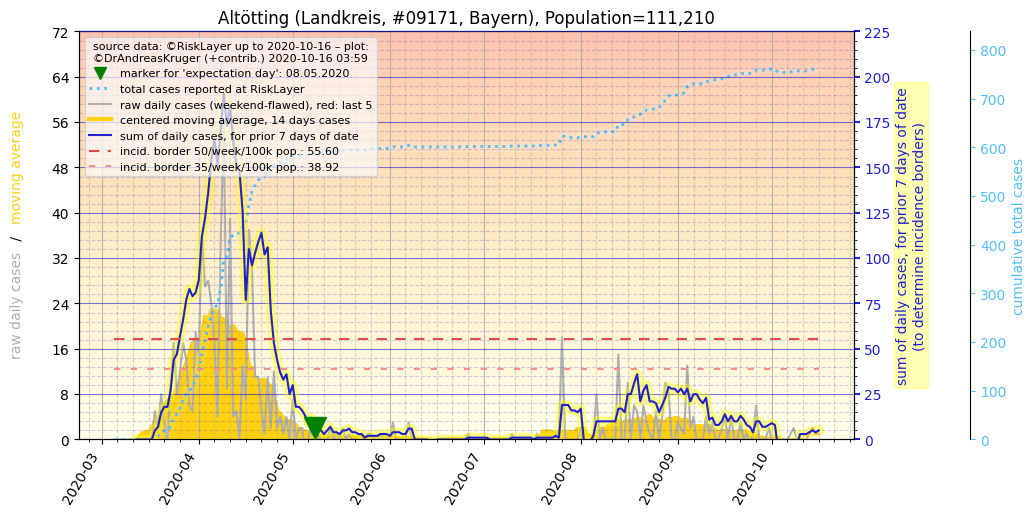 Altötting (Landkreis, #09171, Bayern), Population=111,210
source data: ©RiskLayer up to 2020-10-16 – plot:
©DrAndreasKruger (+contrib.) 2020-10-16 03:59
marker for 'expectation day': 08.05.2020
total cases reported at RiskLayer
raw daily cases (weekend-flawed), red: last 5
centered moving average, 14 days cases
sum of daily cases, for prior 7 days of date
incid. border 50/week/100k pop.: 55.60
incid. border 35/week/100k pop.: 38.92
raw daily cases / moving average
72
64
56
48
40
32
24
16
8
0
225
200
175
150
125
100
75
50
25
0
sum of daily cases, for prior 7 days of date
(to determine incidence borders)
800
700
600
500
400
300
200
100
0
cumulative total cases
2020-03
2020-04
2020-05
2020-06
2020-07
2020-08
2020-09
2020-10